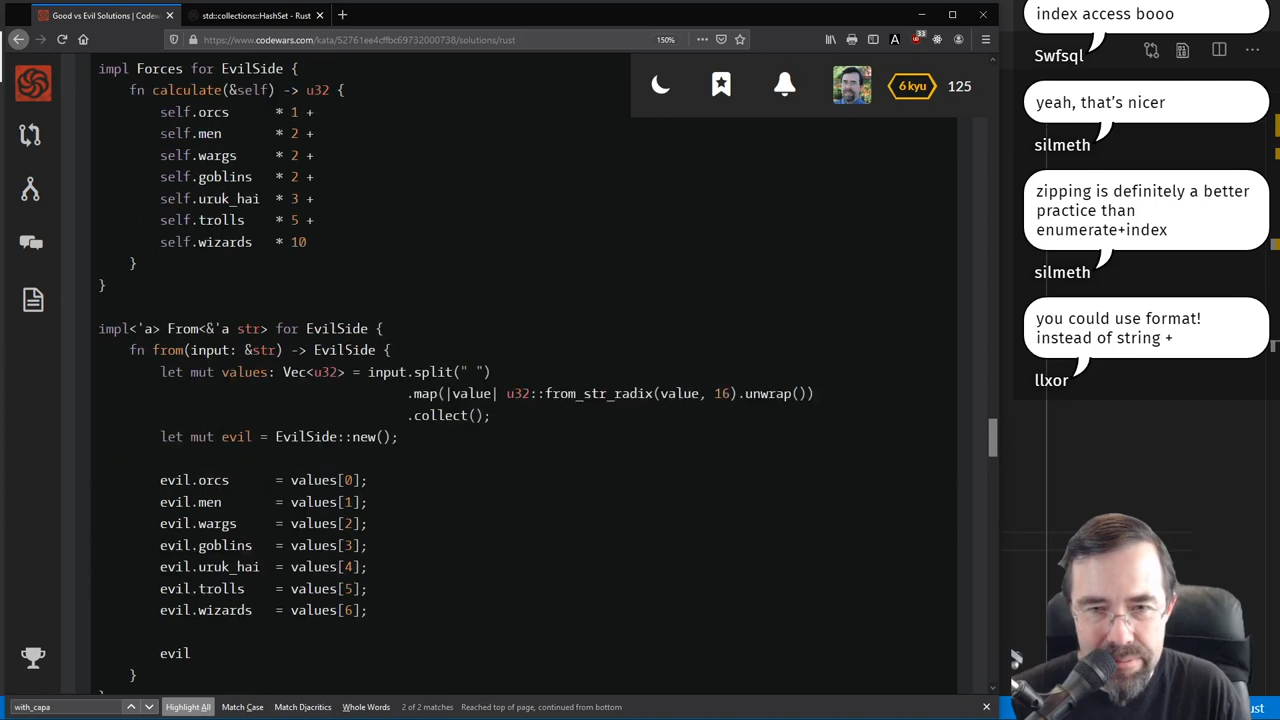 Good vs Evil Solutions | Codew
std::collections::HashSet - Rust
https://www.codewars.com/kata/52761ee4cffbc69732000738/solutions/rust
150%
33
6 kyu
125
impl Forces for EvilSide {
fn calculate(&self) -> u32 {
self.orcs * 1 +
self.men * 2 +
self.wargs * 2 +
self.goblins * 2 +
self.uruk_hai * 3 +
self.trolls * 5 +
self.wizards * 10
}
}
impl<'a> From<&'a str> for EvilSide {
fn from(input: &str) -> EvilSide {
let mut values: Vec<u32> = input.split(" ")
.map(|value| u32::from_str_radix(value, 16).unwrap())
.collect();
let mut evil = EvilSide::new();
evil.orcs = values[0];
evil.men = values[1];
evil.wargs = values[2];
evil.goblins = values[3];
evil.uruk_hai = values[4];
evil.trolls = values[5];
evil.wizards = values[6];
evil
}
with_capa
Highlight All
Match Case
Match Diacritics
Whole Words
2 of 2 matches
Reached top of page, continued from bottom
index access booo
Swfsql
yeah, that's nicer
silmeth
zipping is definitely a better
practice than
enumerate+index
silmeth
you could use format!
instead of string +
llxor
ust